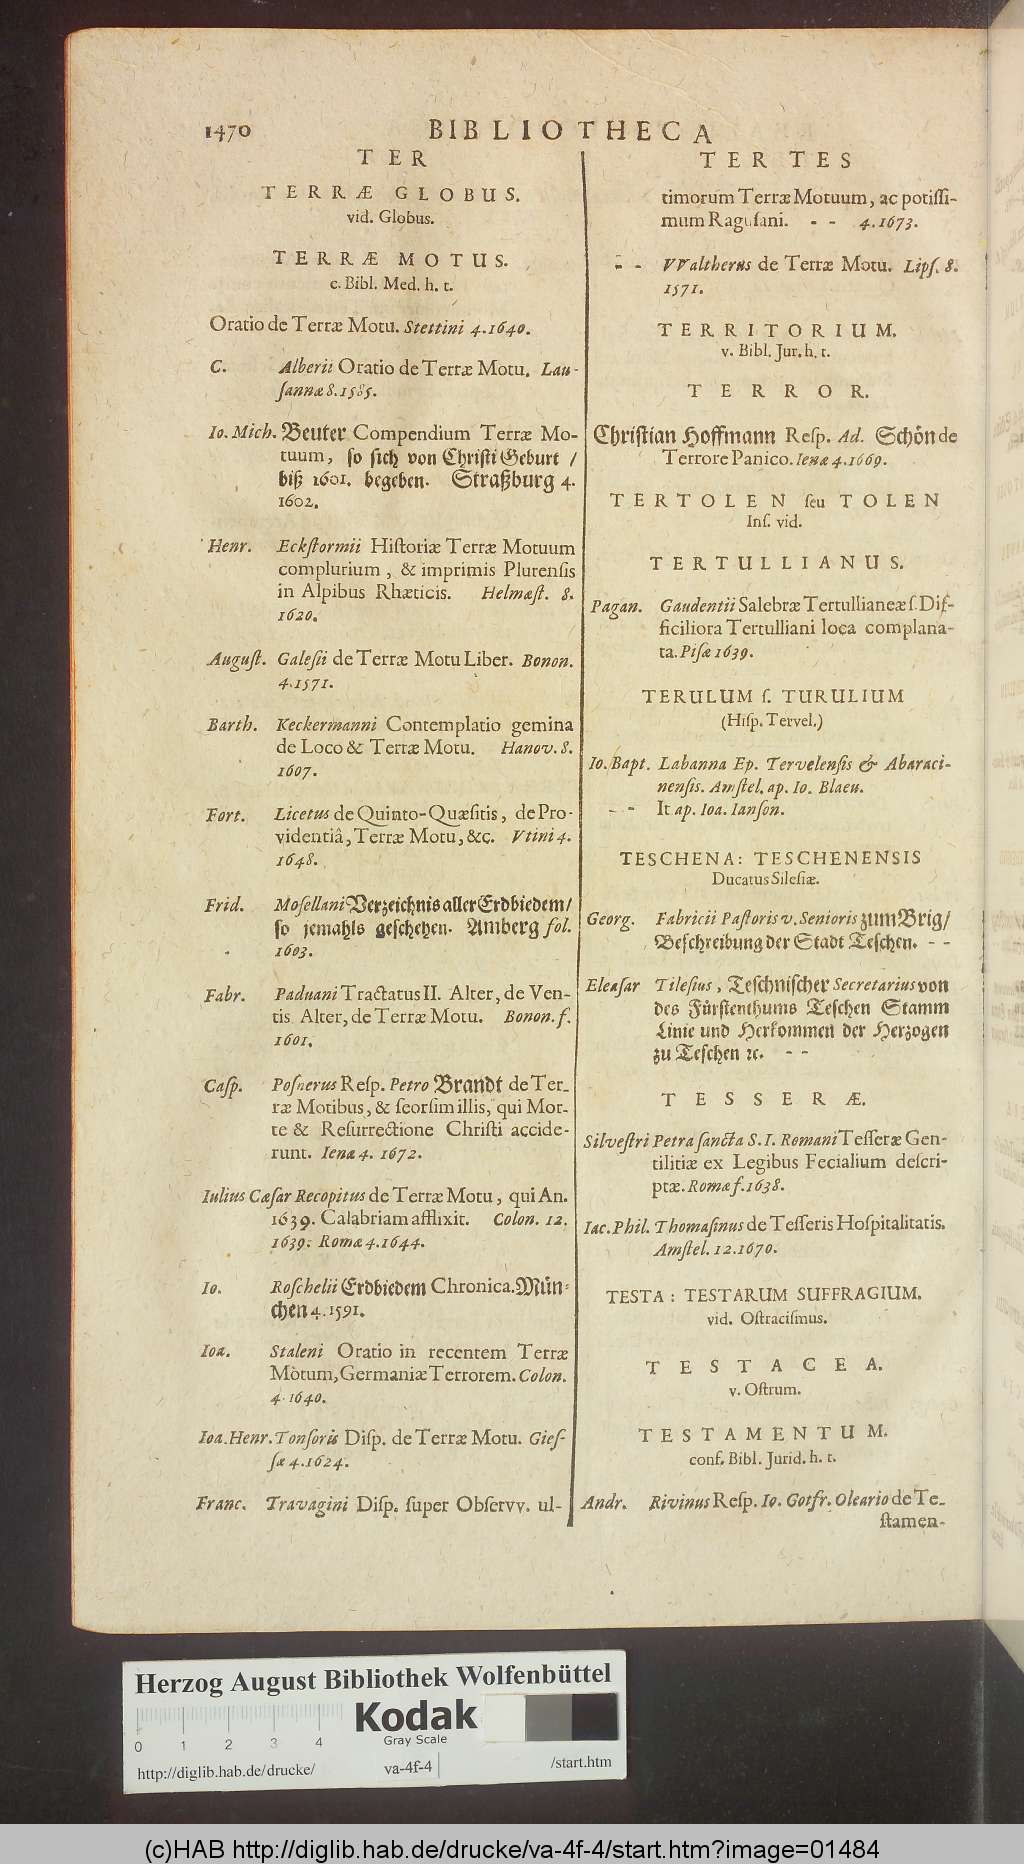 1470
BIBLIOTHECA
TER
TERRÆ GLOBUS.
vid. Globus.
TERRÆ MOTUS.
c. Bibl. Med. h. t.
Oratio de Terræ Motu. Stettini 4. 1640.
C. Alberii Oratio de Terræ Motu. Lau-
ſannæ 8. 1585.
Io. Mich. Beuter Compendium Terræ Mo-
tuum, ſo ſich von Chriſti Geburt /
biß 1601. begeben. Straßburg 4.
1602.
Henr. Eckſtormii Hiſtoriæ Terræ Motuum
complurium, & imprimis Plurenſis
in Alpibus Rhæticis. Helmæſt. 8.
1620.
Auguſt. Galeſii de Terræ Motu Liber. Bonon.
4. 1571.
Barth. Keckermanni Contemplatio gemina
de Loco & Terræ Motu. Hanov. 8.
1607.
Fort. Licetus de Quinto-Quæſitis, de Pro-
videntiâ, Terræ Motu, &c. Vtini 4.
1648.
Frid. Moſellani Verzeichnis aller Erdbiedem/
ſo jemahls geſchehen. Amberg fol.
1603.
Fabr. Paduani Tractatus II. Alter, de Ven-
tis Alter, de Terræ Motu. Bonon. f.
1601.
Caſp. Poſnerus Reſp. Petro Brandt de Ter-
ræ Motibus, & ſeorſim illis, qui Mor-
te & Reſurrectione Chriſti accide-
runt. Ienæ 4. 1672.
Iulius Cæſar Recopitus de Terræ Motu, qui An.
1639. Calabriam afflixit. Colon. 12.
1639. Romæ 4. 1644.
Io. Roſchelii Erdbiedem Chronica. Mün-
chen 4. 1591.
Ioa. Staleni Oratio in recentem Terræ
Motum, Germaniæ Terrorem. Colon.
4. 1640.
Ioa. Henr. Tonſoris Diſp. de Terræ Motu. Gieſ-
ſæ 4. 1624.
Franc. Travagini Diſp. ſuper Obſervv. ul-
TER TES
timorum Terræ Motuum, ac potiſſi-
mum Raguſani. - - 4. 1673.
- - VValtherus de Terræ Motu. Lipſ. 8.
1571.
TERRITORIUM.
v. Bibl. Jur. h. t.
TERROR.
Chriſtian Hoffmann Reſp. Ad. Schön de
Terrore Panico. Ienæ 4. 1669.
TERTOLEN ſeu TOLEN
Inſ. vid.
TERTULLIANUS.
Pagan. Gaudentii Salebræ Tertullianeæ ſ. Dif-
ficiliora Tertulliani loca complana-
ta. Piſæ 1639.
TERULUM ſ. TURULIUM
(Hiſp. Tervel.)
Io. Bapt. Labanna Ep. Tervelenſis & Abaraci-
nenſis. Amſtel. ap. Io. Blaeu.
- - It ap. Ioa. Ianſon.
TESCHENA: TESCHENENSIS
Ducatus Sileſiæ.
Georg. Fabricii Paſtoris v. Senioris zum Brig/
Beſchreibung der Stadt Teſchen. - -
Eleaſar Tileſius, Teſchniſcher Secretarius von
des Fürſtenthums Teſchen Stamm
Linie und Herkommen der Herzogen
zu Teſchen ꝛc. - -
TESSERÆ.
Silveſtri Petra ſancta S. I. Romani Teſſeræ Gen-
tilitiæ ex Legibus Fecialium deſcri-
ptæ. Romæ f. 1638.
Iac. Phil. Thomaſinus de Teſſeris Hoſpitalitatis.
Amſtel. 12. 1670.
TESTA: TESTARUM SUFFRAGIUM.
vid. Oſtraciſmus.
TESTACEA.
v. Oſtrum.
TESTAMENTUM.
conf. Bibl. Jurid. h. t.
Andr. Rivinus Reſp. Io. Gotfr. Oleario de Te-
ſtamen-
Herzog August Bibliothek Wolfenbüttel
Kodak
Gray Scale
0 1 2 3 4
http://diglib.hab.de/drucke/ va-4f-4 /start.htm
(c)HAB http://diglib.hab.de/drucke/va-4f-4/start.htm?image=01484